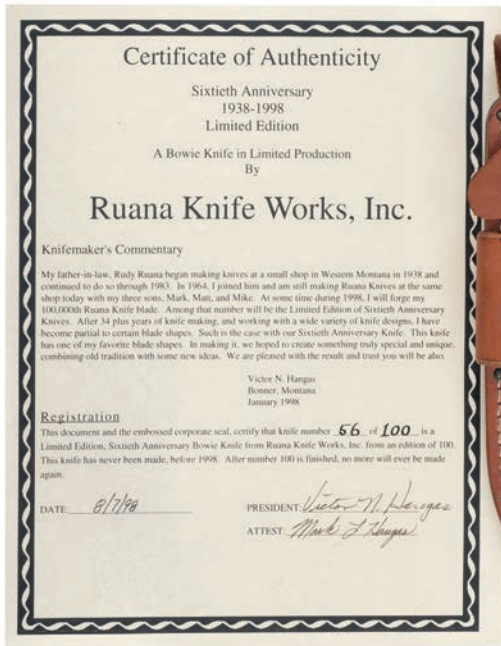 Certificate of Authenticity
Sixtieth Anniversary
1938-1998
Limited Edition
A Bowie Knife in Limited Production
By
Ruana Knife Works, Inc.
Knifemaker's Commentary
My father-in-law, Rudy Ruana began making knives at a small shop in Western Montana in 1938 and
continued to do so through 1983. In 1964, I joined him and am still making Ruana Knives at the same
shop today with my three sons, Mark, Matt, and Mike. At some time during 1998, I will forge my
100,000th Ruana Knife blade. Among that number will be the Limited Edition of Sixtieth Anniversary
Knives. After 34 plus years of knife making, and working with a wide variety of knife designs, I have
become partial to certain blade shapes. Such is the case with our Sixtieth Anniversary Knife. This knife
has one of my favorite blade shapes. In making it, we hoped to create something truly special and unique,
combining old tradition with some new ideas. We are pleased with the result and trust you will be also.
Victor N. Hangas
Bonner, Montana
January 1998
Registration
This document and the embossed corporate seal, certify that knife number 56 of 100 is a
Limited Edition, Sixtieth Anniversary Bowie Knife from Ruana Knife Works, Inc. from an edition of 100.
This knife has never been made, before 1998. After number 100 is finished, no more will ever be made
again.
DATE 8/7/98
PRESIDENT: Victor N. Hangas
ATTEST Mark L Hangas